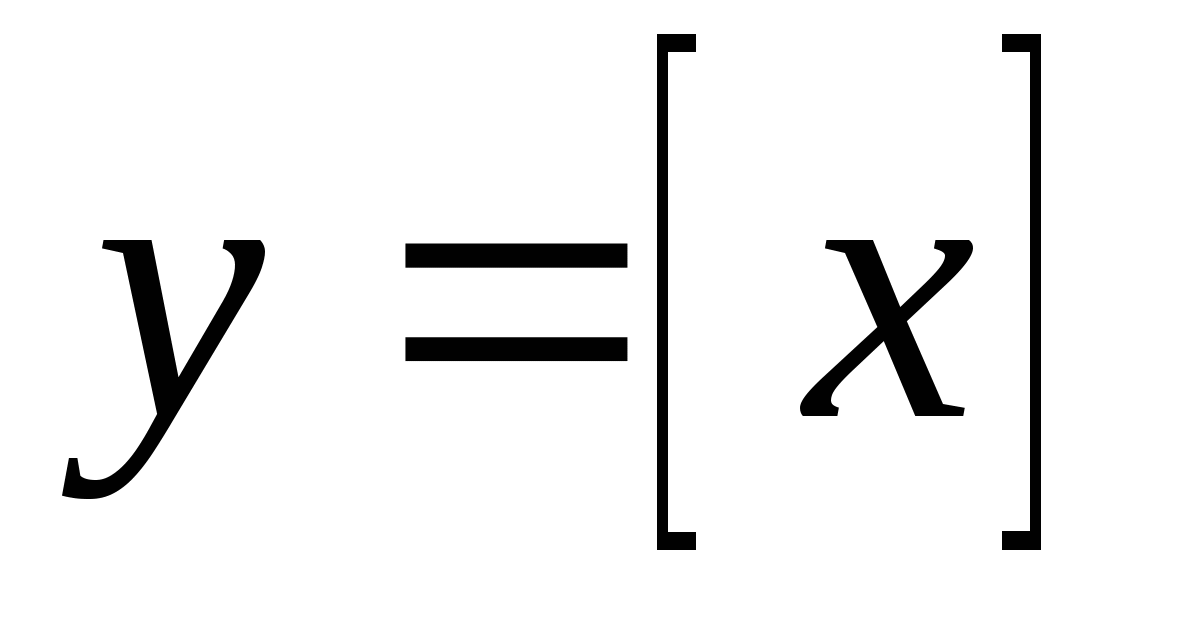 y = [ x ]